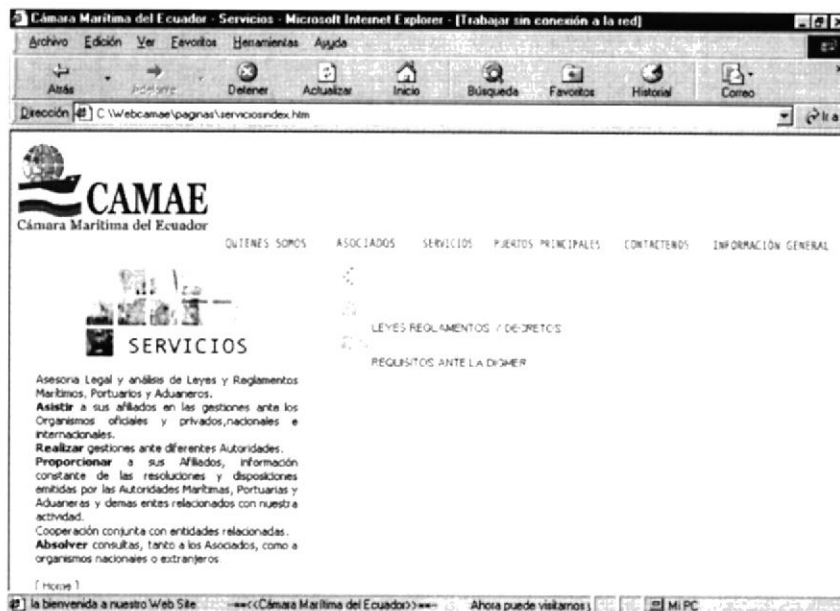 Cámara Marítima del Ecuador - Servicios - Microsoft Internet Explorer - [Trabajar sin conexión a la red]
Archivo Edición Ver Favoritos Herramientas Ayuda
Atrás Adelante Detener Actualizar Inicio Búsqueda Favoritos Historial Correo
Dirección C:\Webcamae\paginas\serviciosindex.htm Ir a
CAMAE
Cámara Marítima del Ecuador
QUIENES SOMOS ASOCIADOS SERVICIOS PUERTOS PRINCIPALES CONTACTENOS INFORMACIÓN GENERAL
LEYES REGLAMENTOS / DECRETOS
REQUISITOS ANTE LA DIGMER
SERVICIOS
Asesoria Legal y análisis de Leyes y Reglamentos
Marítimos, Portuarios y Aduaneros.
Asistir a sus afiliados en las gestiones ante los
Organismos oficiales y privados,nacionales e
internacionales.
Realizar gestiones ante diferentes Autoridades.
Proporcionar a sus Afiliados, información
constante de las resoluciones y disposiciones
emitidas por las Autoridades Marítimas, Portuarias y
Aduaneras y demas entes relacionados con nuestra
actividad.
Cooperación conjunta con entidades relacionadas.
Absolver consultas, tanto a los Asociados, como a
organismos nacionales o extranjeros
[ Home ]
la bienvenida a nuestro Web Site ==<<Cámara Marítima del Ecuador>>== Ahora puede visitarnos Mi PC